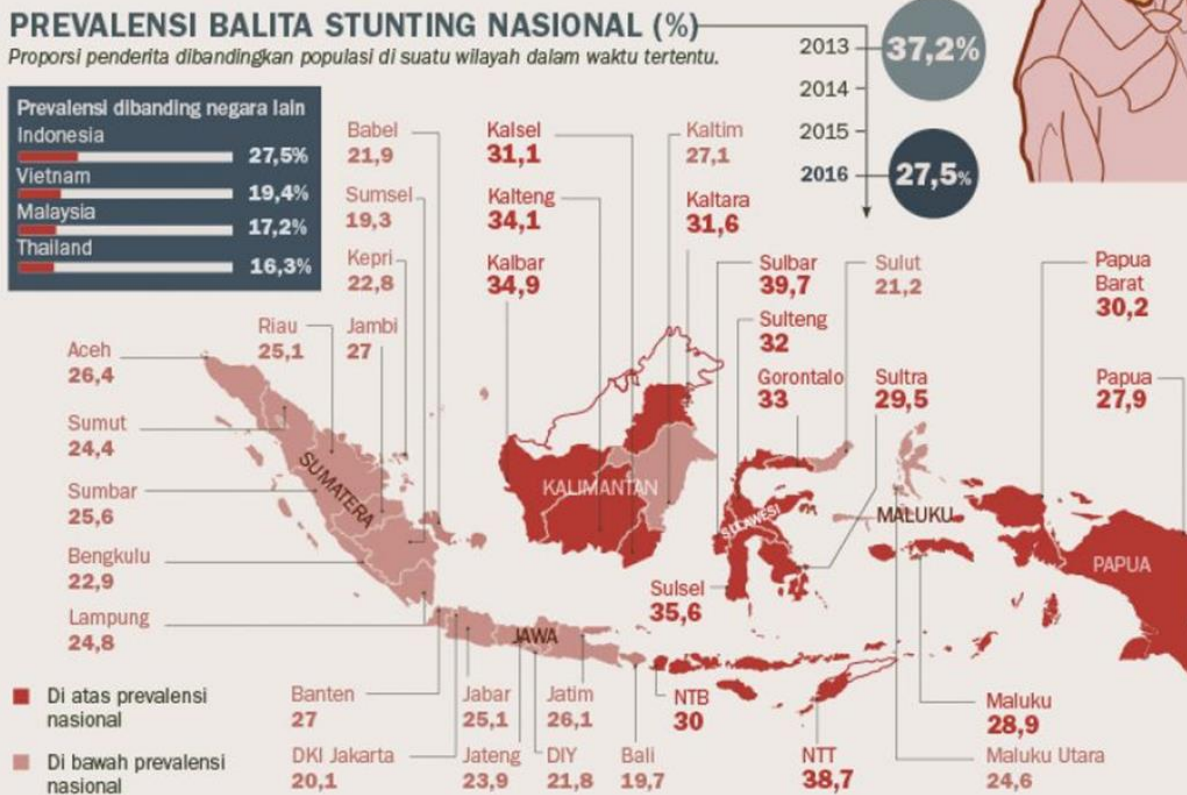 PREVALENSI BALITA STUNTING NASIONAL (%)
Proporsi penderita dibandingkan populasi di suatu wilayah dalam waktu tertentu.
2013
37,2%
2014
2015
2016
27,5%
Prevalensi dibanding negara lain
Indonesia
27,5%
Vietnam
19,4%
Malaysia
17,2%
Thailand
16,3%
Babel
21,9
Sumsel
19,3
Kepri
22,8
Riau
25,1
Jambi
27
Kalsel
31,1
Kalteng
34,1
Kalbar
34,9
Kaltim
27,1
Kaltara
31,6
Sulbar
39,7
Sulteng
32
Gorontalo
33
Sulut
21,2
Sultra
29,5
Papua
Barat
30,2
Papua
27,9
Aceh
26,4
Sumut
24,4
Sumbar
25,6
Bengkulu
22,9
Lampung
24,8
SUMATERA
KALIMANTAN
SULAWESI
MALUKU
PAPUA
JAWA
Sulsel
35,6
Di atas prevalensi
nasional
Di bawah prevalensi
nasional
Banten
27
DKI Jakarta
20,1
Jabar
25,1
Jateng
23,9
Jatim
26,1
DIY
21,8
Bali
19,7
NTB
30
NTT
38,7
Maluku
28,9
Maluku Utara
24,6